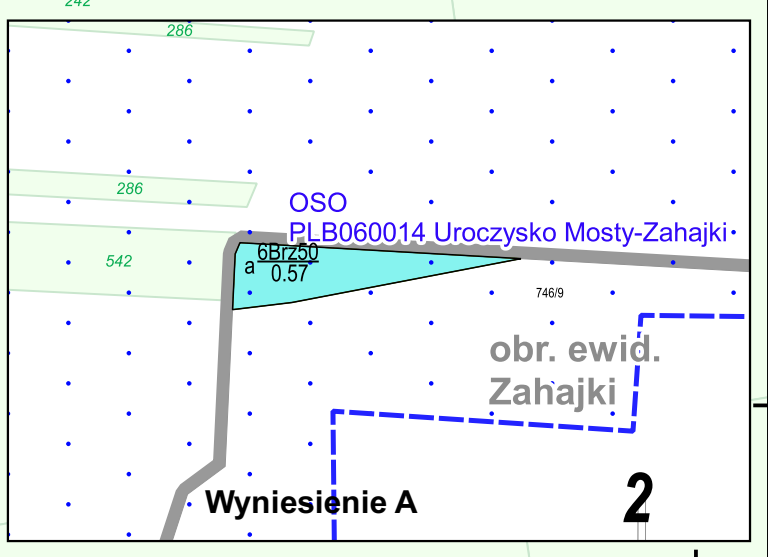 242
286
286
OSO
PLB060014 Uroczysko Mosty-Zahajki
542
a 6Brz50
0.57
746/9
obr. ewid.
Zahajki
Wyniesienie A
2